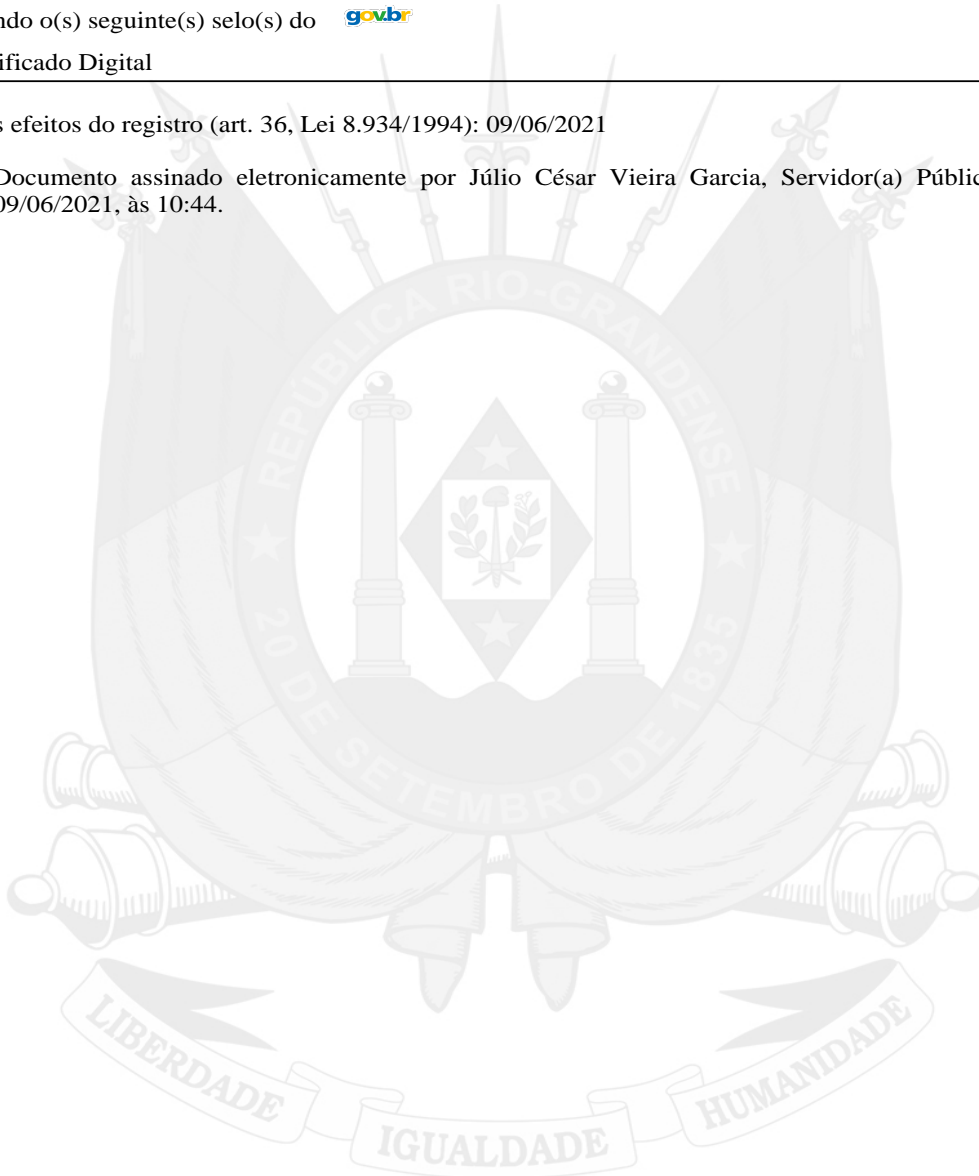 ndo o(s) seguinte(s) selo(s) do gov.br
ificado Digital
s efeitos do registro (art. 36, Lei 8.934/1994): 09/06/2021
Documento assinado eletronicamente por Júlio César Vieira Garcia, Servidor(a) Públic
09/06/2021, às 10:44.
REPÚBLICA RIO-GRANDENSE
20 DE SETEMBRO DE 1835
LIBERDADE
IGUALDADE
HUMANIDADE